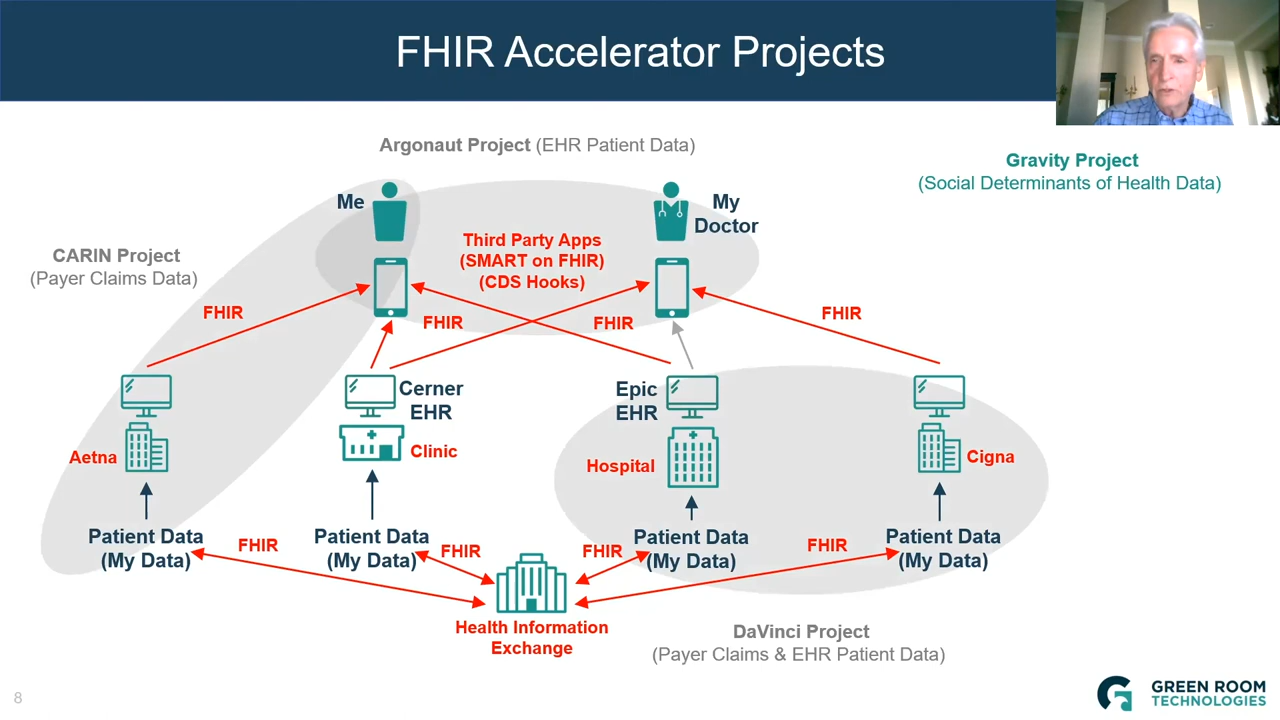 FHIR Accelerator Projects
Argonaut Project (EHR Patient Data)
Gravity Project
(Social Determinants of Health Data)
Me
My
Doctor
CARIN Project
(Payer Claims Data)
Third Party Apps
(SMART on FHIR)
(CDS Hooks)
FHIR
FHIR
FHIR
FHIR
Cerner
EHR
Epic
EHR
Aetna
Clinic
Hospital
Cigna
Patient Data
(My Data)
Patient Data
(My Data)
Patient Data
(My Data)
Patient Data
(My Data)
FHIR
FHIR
FHIR
FHIR
Health Information
Exchange
DaVinci Project
(Payer Claims & EHR Patient Data)
8
GREEN ROOM
TECHNOLOGIES